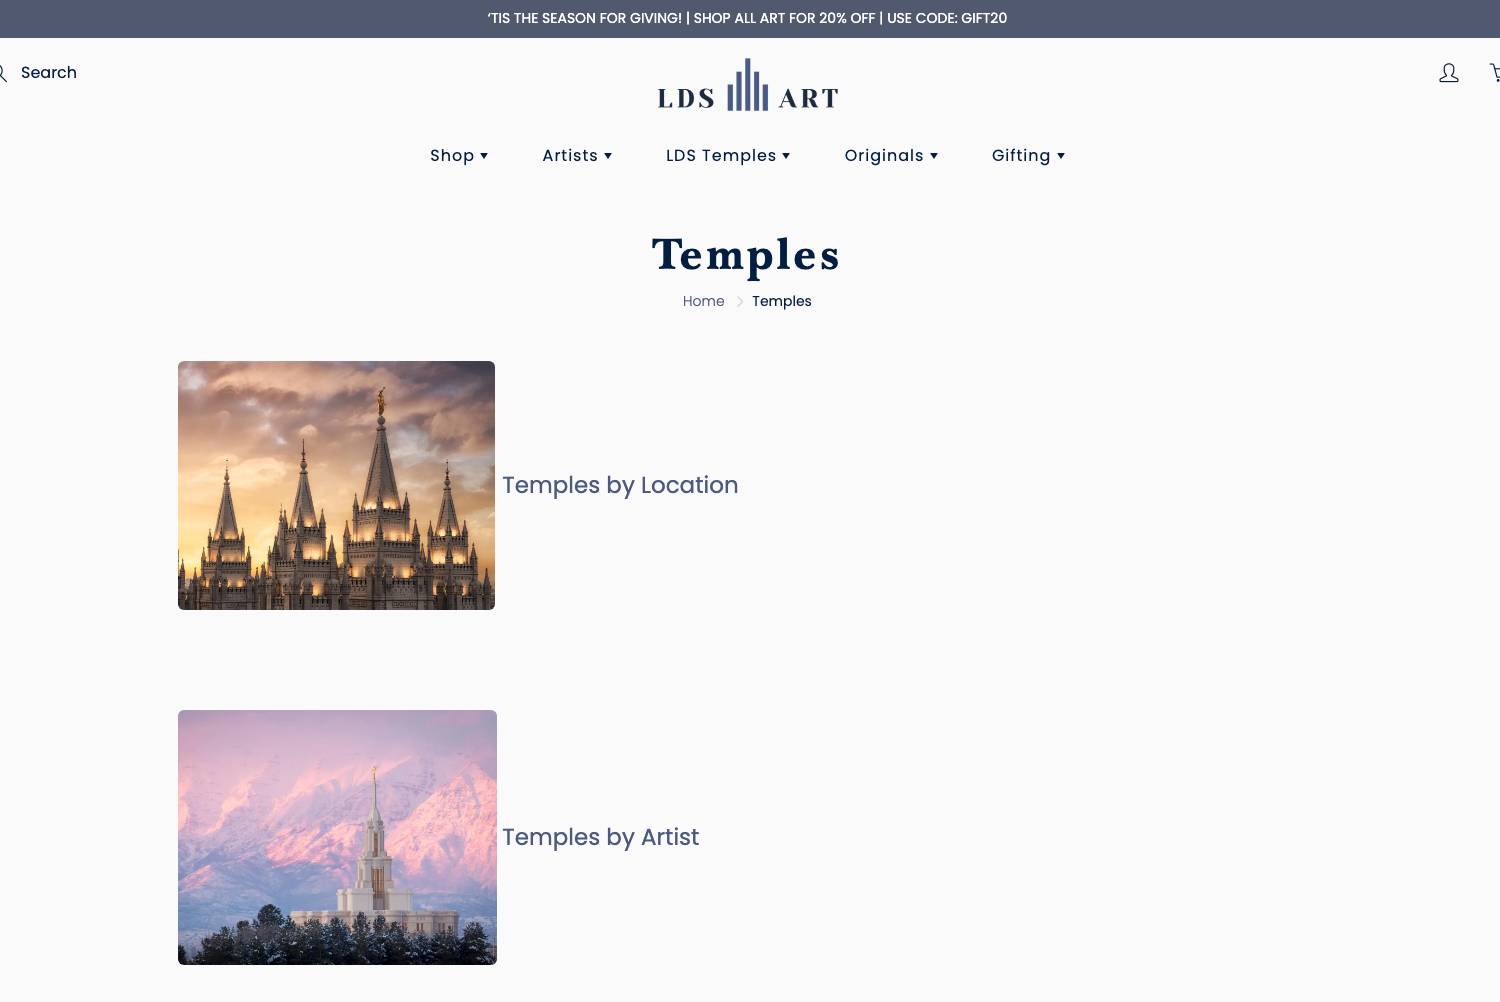 'TIS THE SEASON FOR GIVING! | SHOP ALL ART FOR 20% OFF | USE CODE: GIFT20
Search
LDS ART
Shop ▾ Artists ▾ LDS Temples ▾ Originals ▾ Gifting ▾
Temples
Home > Temples
Temples by Location
Temples by Artist